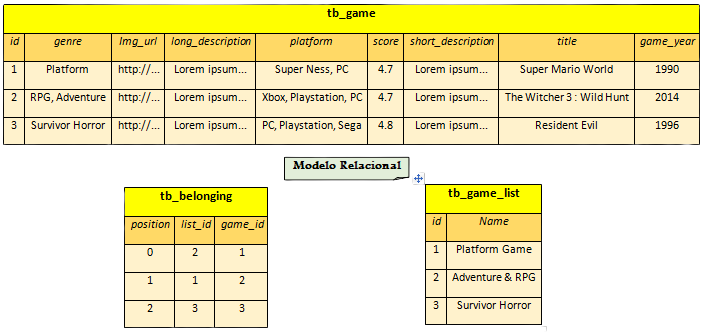 tb_game
id genre Img_url long_description platform score short_description title game_year
1 Platform http://... Lorem ipsum... Super Ness, PC 4.7 Lorem ipsum... Super Mario World 1990
2 RPG, Adventure http://... Lorem ipsum... Xbox, Playstation, PC 4.7 Lorem ipsum... The Witcher 3 : Wild Hunt 2014
3 Survivor Horror http://... Lorem ipsum... PC, Playstation, Sega 4.8 Lorem ipsum... Resident Evil 1996
Modelo Relacional
tb_belonging
position list_id game_id
0 2 1
1 1 2
2 3 3
tb_game_list
id Name
1 Platform Game
2 Adventure & RPG
3 Survivor Horror